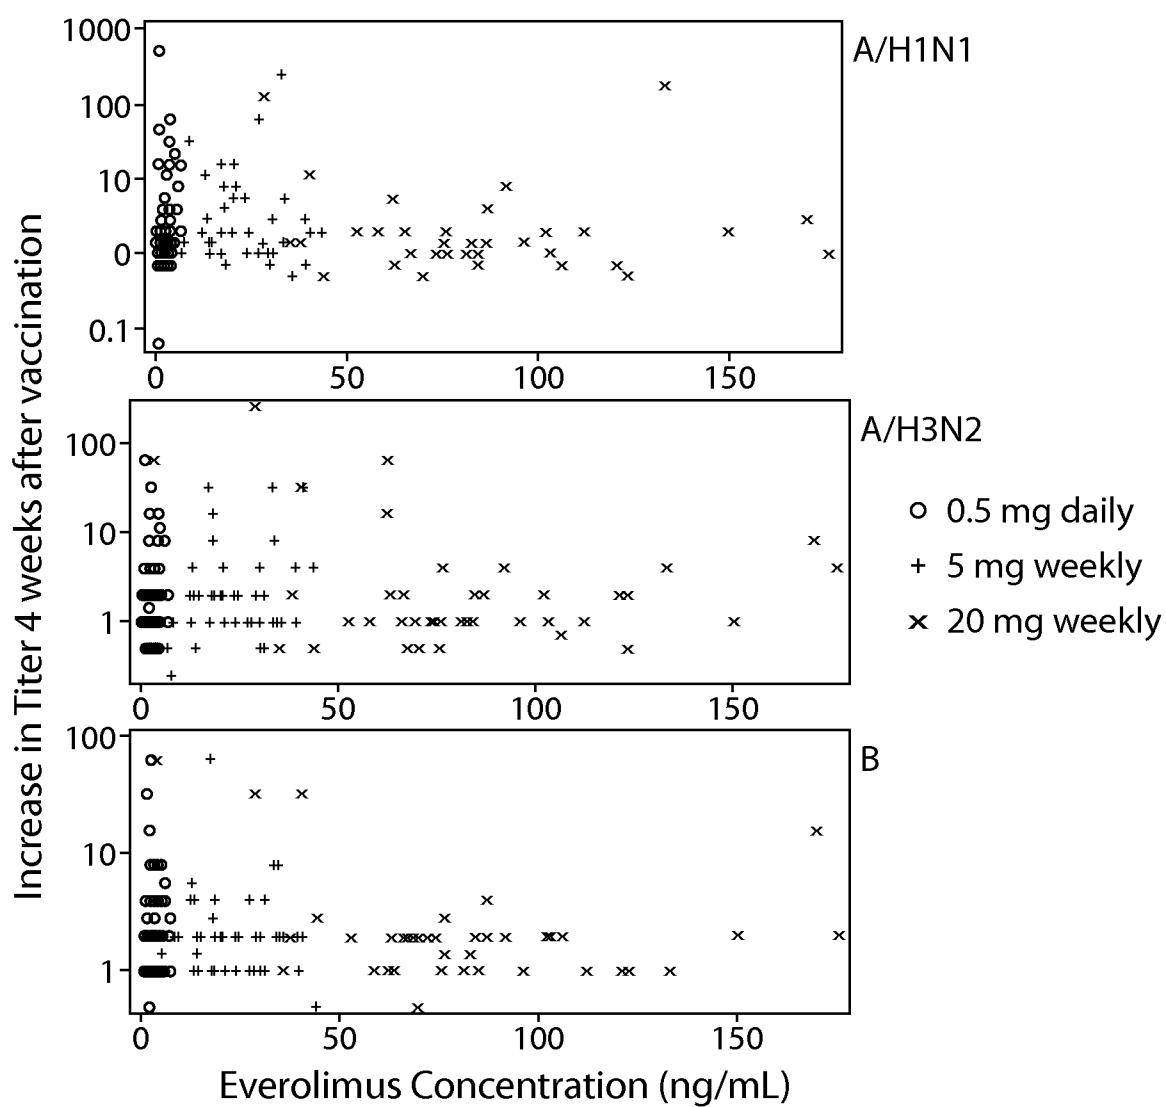 Increase in Titer 4 weeks after vaccination
A/H1N1
1000
100
10
0
0.1
0 50 100 150
A/H3N2
100
10
1
0 50 100 150
0.5 mg daily
5 mg weekly
20 mg weekly
B
100
10
1
0 50 100 150
Everolimus Concentration (ng/mL)